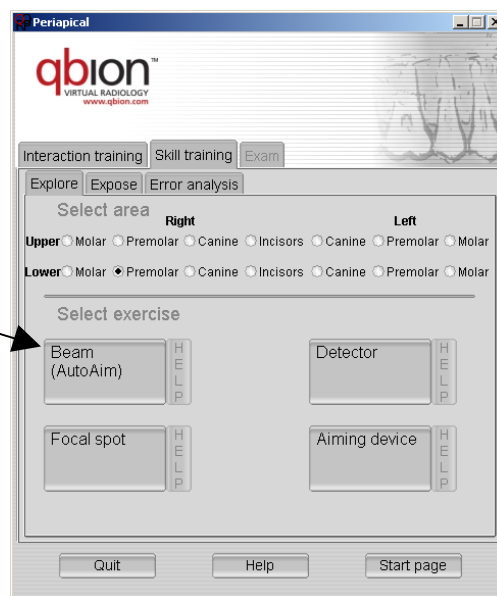 Periapical
qbion™
VIRTUAL RADIOLOGY
www.qbion.com
Interaction training Skill training Exam
Explore Expose Error analysis
Select area
Right Left
Upper Molar Premolar Canine Incisors Canine Premolar Molar
Lower Molar Premolar Canine Incisors Canine Premolar Molar
Select exercise
Beam
(AutoAim)
HELP
Detector
HELP
Focal spot
HELP
Aiming device
HELP
Quit Help Start page